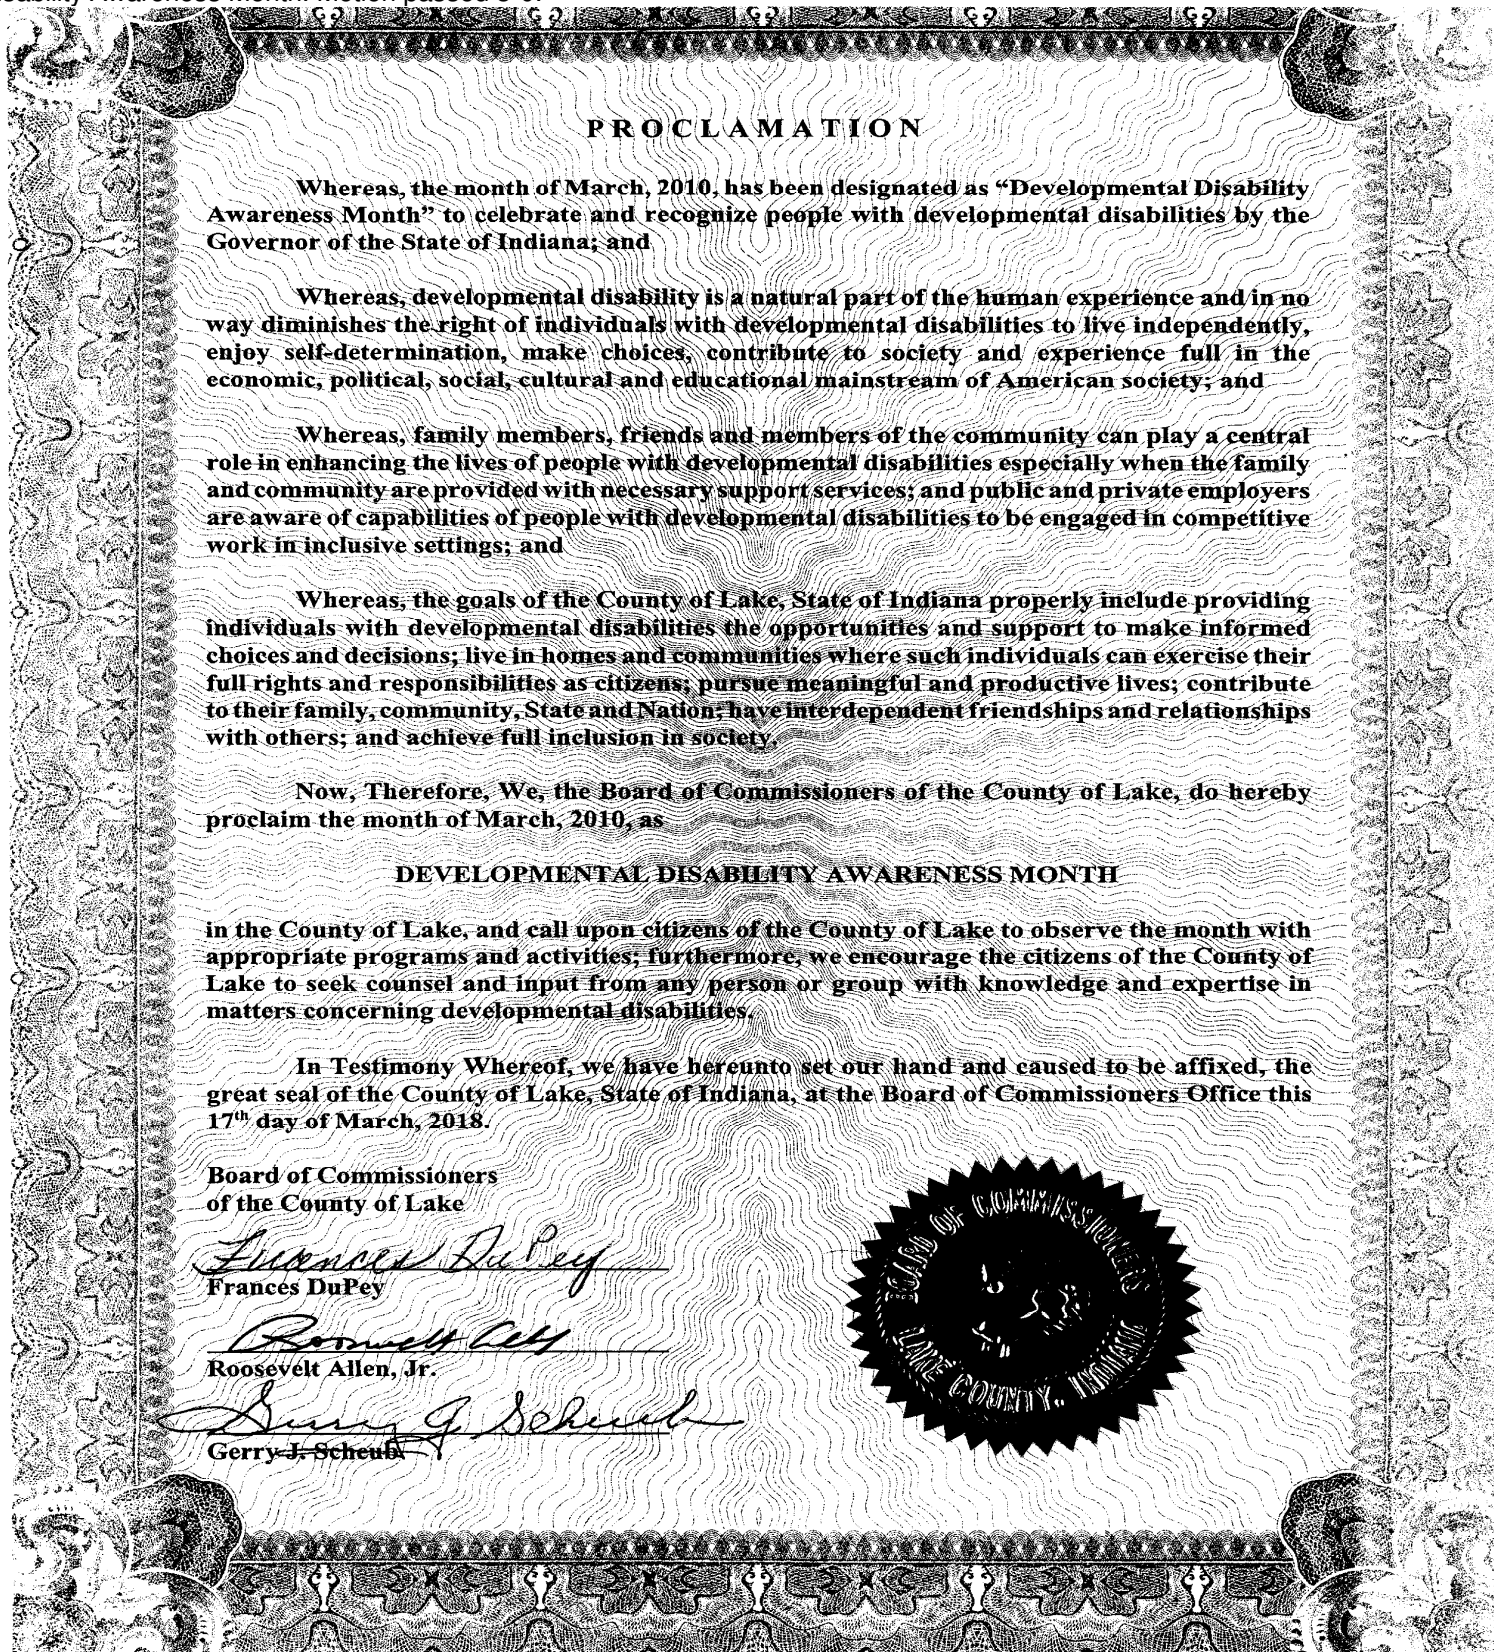 Disability Awareness Month. Motion passed 3-0.
PROCLAMATION
Whereas, the month of March, 2010, has been designated as “Developmental Disability
Awareness Month” to celebrate and recognize people with developmental disabilities by the
Governor of the State of Indiana; and
Whereas, developmental disability is a natural part of the human experience and in no
way diminishes the right of individuals with developmental disabilities to live independently,
enjoy self-determination, make choices, contribute to society and experience full in the
economic, political, social, cultural and educational mainstream of American society; and
Whereas, family members, friends and members of the community can play a central
role in enhancing the lives of people with developmental disabilities especially when the family
and community are provided with necessary support services; and public and private employers
are aware of capabilities of people with developmental disabilities to be engaged in competitive
work in inclusive settings; and
Whereas, the goals of the County of Lake, State of Indiana properly include providing
individuals with developmental disabilities the opportunities and support to make informed
choices and decisions; live in homes and communities where such individuals can exercise their
full rights and responsibilities as citizens; pursue meaningful and productive lives; contribute
to their family, community, State and Nation; have interdependent friendships and relationships
with others; and achieve full inclusion in society.
Now, Therefore, We, the Board of Commissioners of the County of Lake, do hereby
proclaim the month of March, 2010, as
DEVELOPMENTAL DISABILITY AWARENESS MONTH
in the County of Lake, and call upon citizens of the County of Lake to observe the month with
appropriate programs and activities; furthermore, we encourage the citizens of the County of
Lake to seek counsel and input from any person or group with knowledge and expertise in
matters concerning developmental disabilities.
In Testimony Whereof, we have hereunto set our hand and caused to be affixed, the
great seal of the County of Lake, State of Indiana, at the Board of Commissioners Office this
17th day of March, 2018.
Board of Commissioners
of the County of Lake
Frances DuPey
Frances DuPey
Roosevelt Allen, Jr.
Gerry J. Scheub
Gerry J. Scheub
BOARD OF COMMISSIONERS
LAKE COUNTY, INDIANA